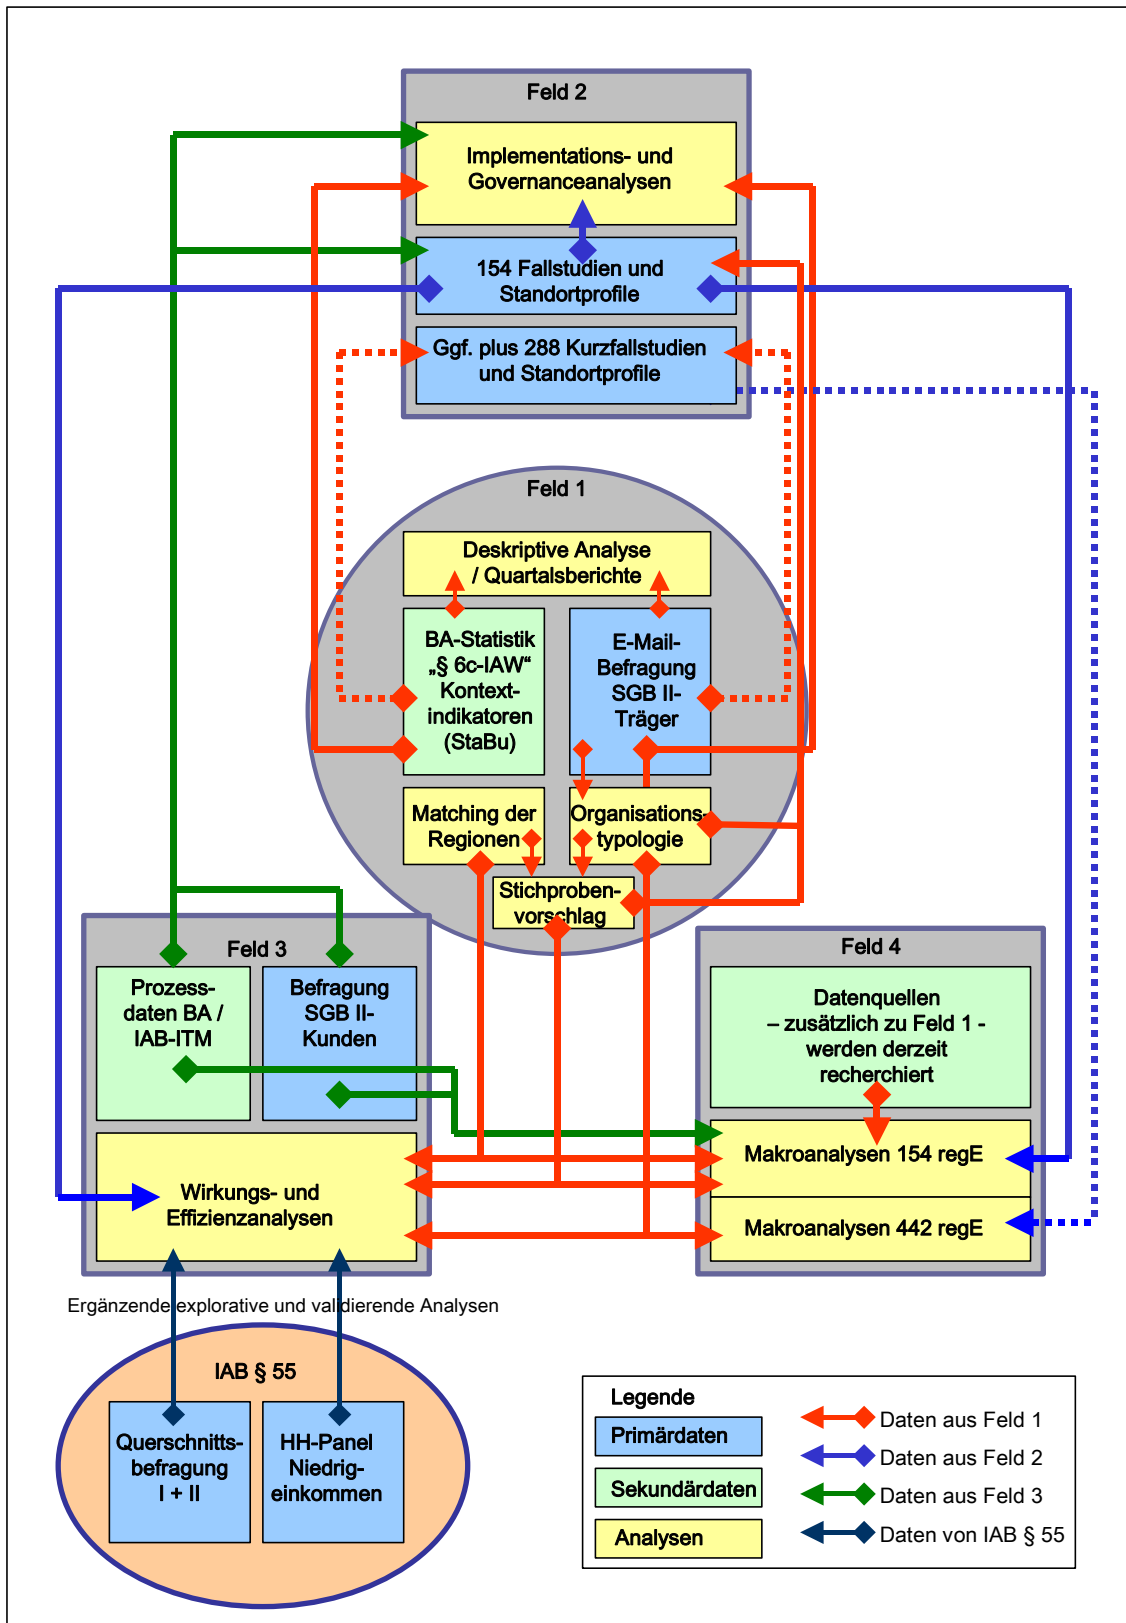 Feld 2
Implementations- und
Governanceanalysen
154 Fallstudien und
Standortprofile
Ggf. plus 288 Kurzfallstudien
und Standortprofile
Feld 1
Deskriptive Analyse
/ Quartalsberichte
BA-Statistik
„§ 6c-IAW“
Kontext-
indikatoren
(StaBu)
E-Mail-
Befragung
SGB II-
Träger
Matching der
Regionen
Organisations-
typologie
Stichproben-
vorschlag
Feld 3
Prozess-
daten BA /
IAB-ITM
Befragung
SGB II-
Kunden
Wirkungs- und
Effizienzanalysen
Feld 4
Datenquellen
– zusätzlich zu Feld 1 -
werden derzeit
recherchiert
Makroanalysen 154 regE
Makroanalysen 442 regE
Ergänzende explorative und validierende Analysen
IAB § 55
Querschnitts-
befragung
I + II
HH-Panel
Niedrig-
einkommen
Legende
Primärdaten
Sekundärdaten
Analysen
Daten aus Feld 1
Daten aus Feld 2
Daten aus Feld 3
Daten von IAB § 55